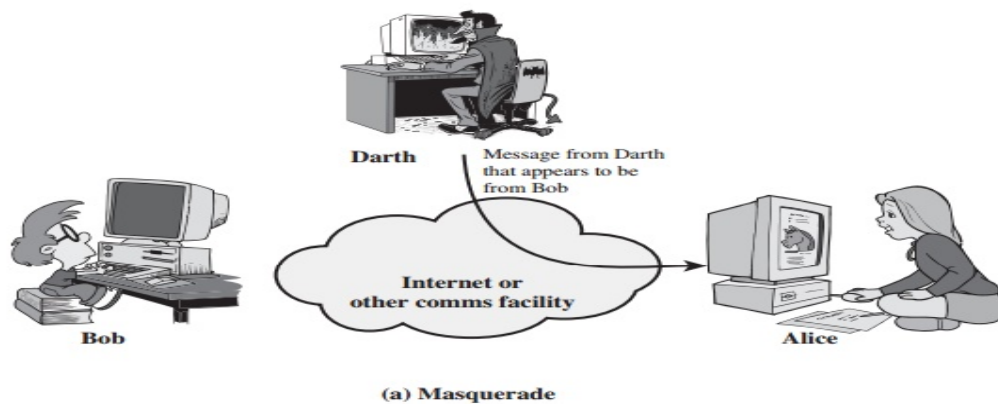 Darth
Message from Darth
that appears to be
from Bob
Internet or
other comms facility
Bob
Alice
(a) Masquerade